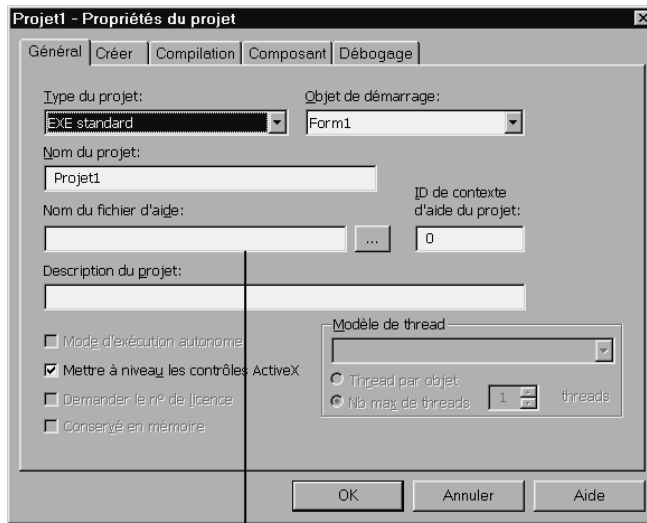 Projet1 - Propriétés du projet
Général Créer Compilation Composant Débogage
Type du projet: Objet de démarrage:
EXE standard Form1
Nom du projet:
Projet1
ID de contexte
Nom du fichier d'aide: d'aide du projet:
... 0
Description du projet:
Modèle de thread
Mode d'exécution autonome
Mettre à niveau les contrôles ActiveX
Thread par objet
Demander le nº de licence
Nb max de threads 1 threads
Conservé en mémoire
OK Annuler Aide